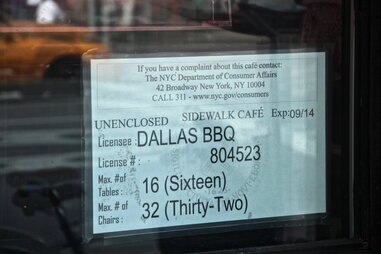 If you have a complaint about this café contact:
The NYC Department of Consumer Affairs
42 Broadway New York, NY 10004
CALL 311 - www.nyc.gov/consumers
UNENCLOSED SIDEWALK CAFÉ Exp:09/14
Licensee : DALLAS BBQ
License # : 804523
Max. #of
Tables : 16 (Sixteen)
Max. # of
Chairs : 32 (Thirty-Two)